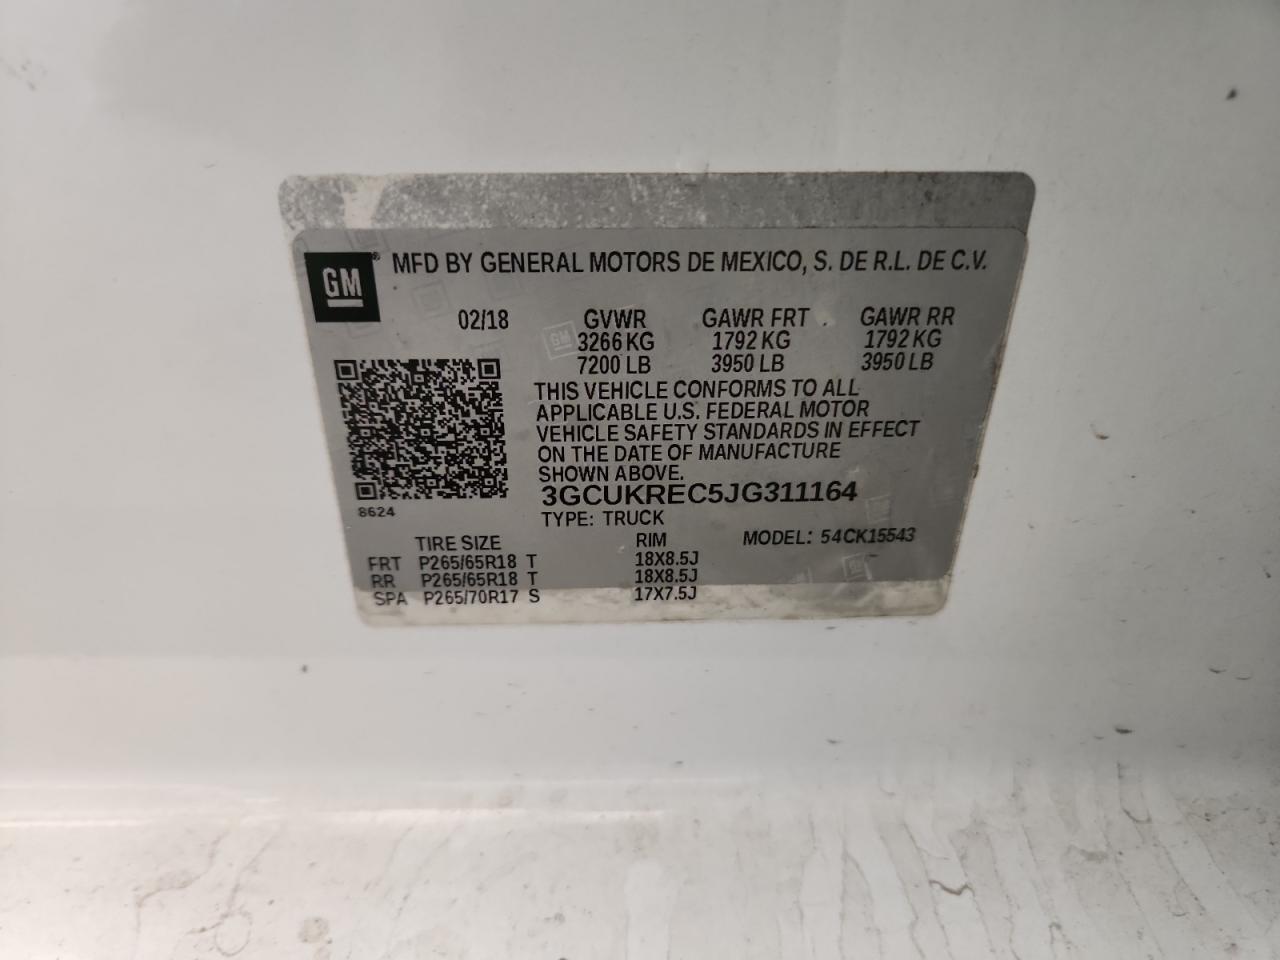 GM
MFD BY GENERAL MOTORS DE MEXICO, S. DE R.L. DE C.V.
02/18 GVWR GAWR FRT GAWR RR
3266 KG 1792 KG 1792 KG
7200 LB 3950 LB 3950 LB
THIS VEHICLE CONFORMS TO ALL
APPLICABLE U.S. FEDERAL MOTOR
VEHICLE SAFETY STANDARDS IN EFFECT
ON THE DATE OF MANUFACTURE
SHOWN ABOVE.
3GCUKREC5JG311164
8624
TYPE: TRUCK
MODEL: 54CK15543
TIRE SIZE RIM
FRT P265/65R18 T 18X8.5J
RR P265/65R18 T 18X8.5J
SPA P265/70R17 S 17X7.5J